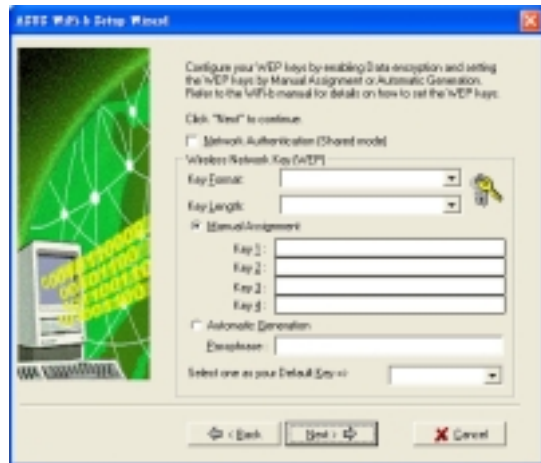 ASUS WiFi-b Setup Wizard
Configure your WEP keys by enabling Data encryption and setting
the WEP keys by Manual Assignment or Automatic Generation.
Refer to the WiFi-b manual for details on how to set the WEP keys.
Click "Next" to continue.
Network Authentication (Shared mode)
Wireless Network Key (WEP)
Key Format:
Key Length:
Manual Assignment
Key 1 :
Key 2 :
Key 3 :
Key 4 :
Automatic Generation
Passphrase :
Select one as your Default Key =>
< Back
Next >
Cancel